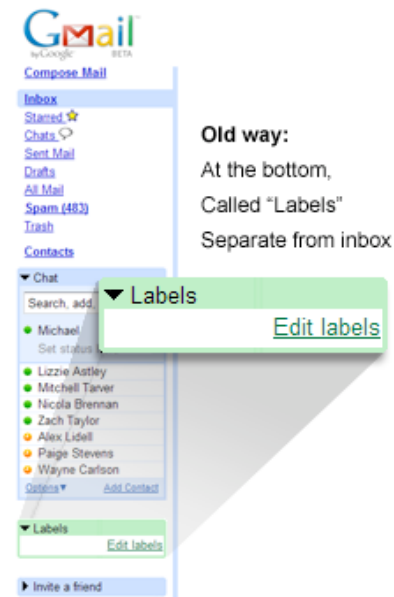 Gmail
by Google BETA
Compose Mail
Inbox
Starred
Chats
Sent Mail
Drafts
All Mail
Spam (483)
Trash
Contacts
Old way:
At the bottom,
Called “Labels”
Separate from inbox
Chat
Search, add,
Michael
Set status
Labels
Edit labels
Lizzie Astley
Mitchell Tarver
Nicola Brennan
Zach Taylor
Alex Lidell
Paige Stevens
Wayne Carlson
Options Add Contact
Labels
Edit labels
Invite a friend